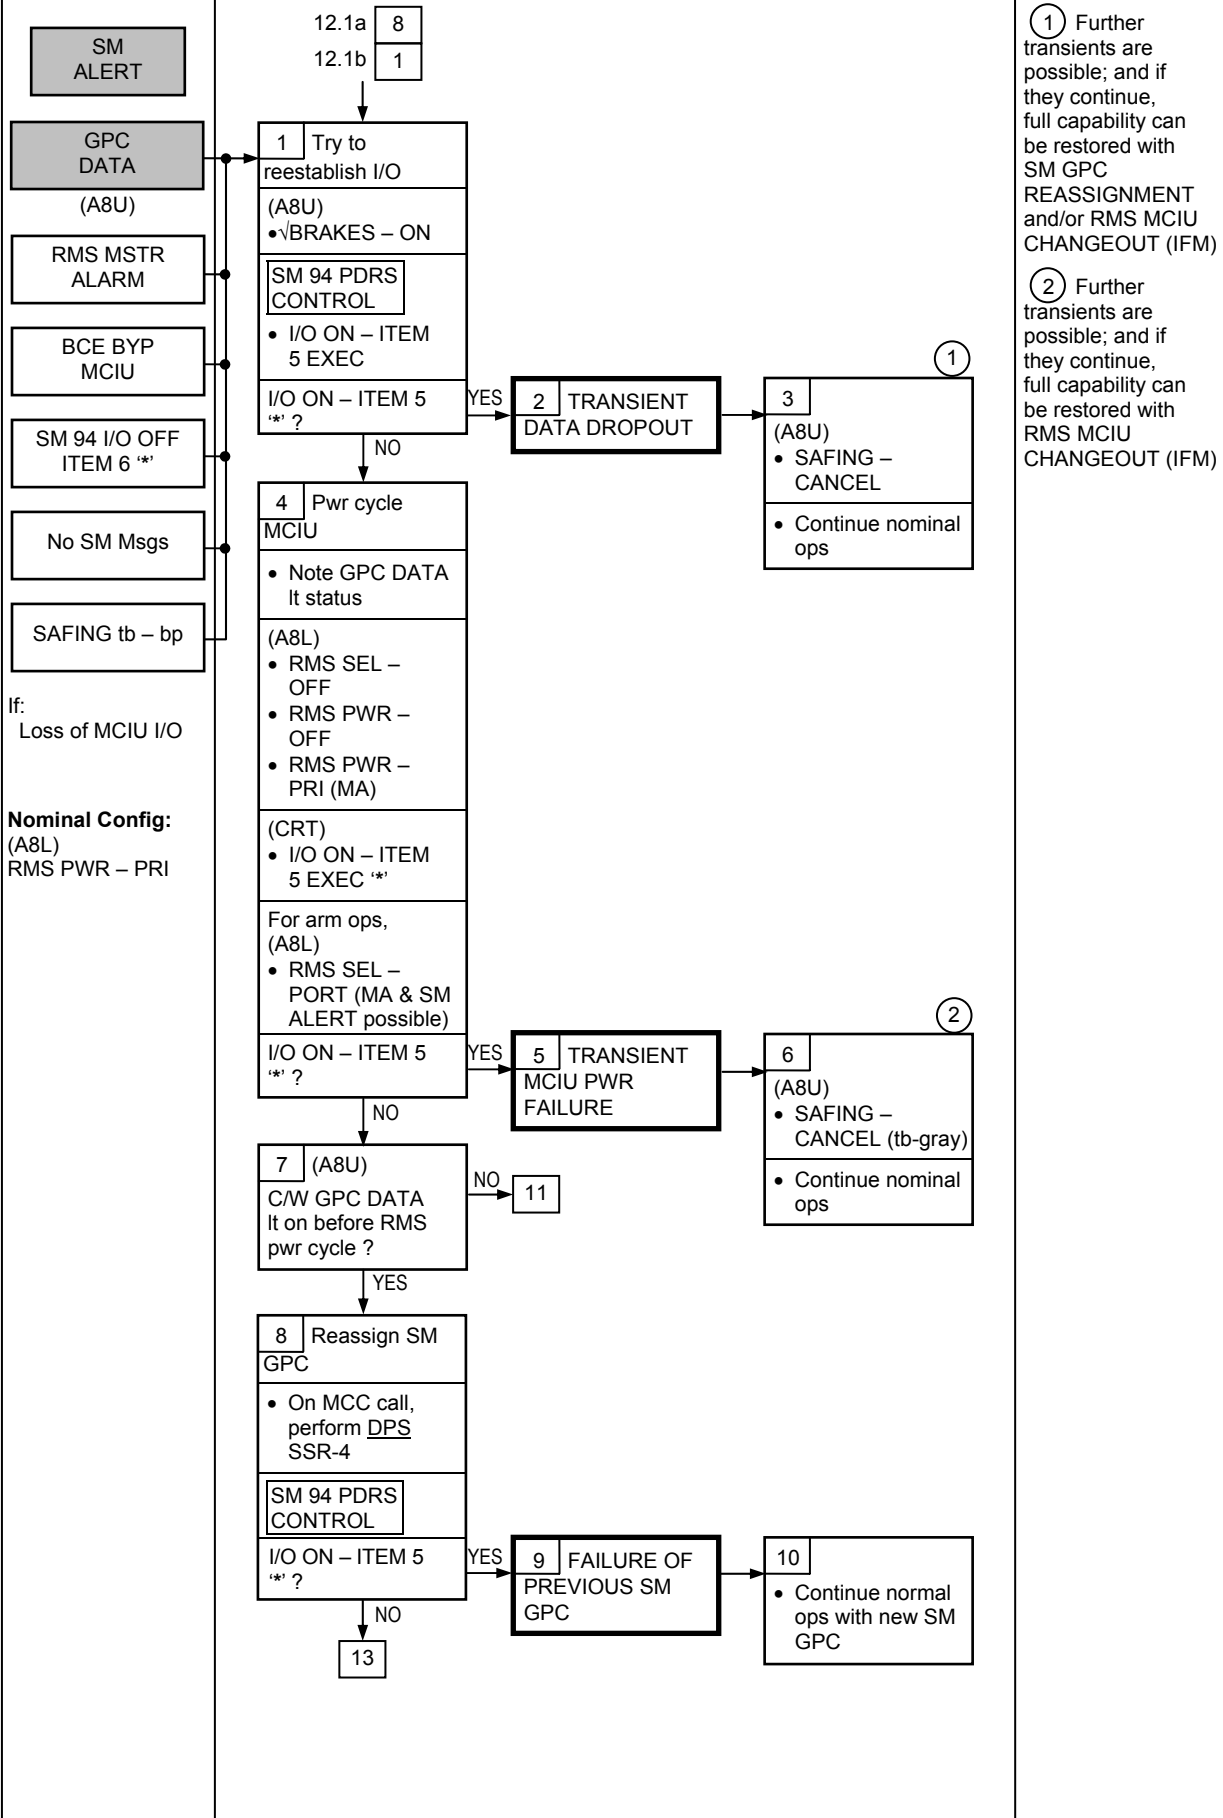 SM
ALERT
GPC
DATA
(A8U)
RMS MSTR
ALARM
BCE BYP
MCIU
SM 94 I/O OFF
ITEM 6 ‘*’
No SM Msgs
SAFING tb – bp
If:
Loss of MCIU I/O
Nominal Config:
(A8L)
RMS PWR – PRI
12.1a 8
12.1b 1
1 Try to
reestablish I/O
(A8U)
•√BRAKES – ON
SM 94 PDRS
CONTROL
• I/O ON – ITEM
5 EXEC
I/O ON – ITEM 5
‘*’ ?
YES
NO
2 TRANSIENT
DATA DROPOUT
1
3
(A8U)
• SAFING –
CANCEL
• Continue nominal
ops
4 Pwr cycle
MCIU
• Note GPC DATA
lt status
(A8L)
• RMS SEL –
OFF
• RMS PWR –
OFF
• RMS PWR –
PRI (MA)
(CRT)
• I/O ON – ITEM
5 EXEC ‘*’
For arm ops,
(A8L)
• RMS SEL –
PORT (MA & SM
ALERT possible)
I/O ON – ITEM 5
‘*’ ?
YES
NO
5 TRANSIENT
MCIU PWR
FAILURE
2
6
(A8U)
• SAFING –
CANCEL (tb-gray)
• Continue nominal
ops
7 (A8U)
C/W GPC DATA
lt on before RMS
pwr cycle ?
NO
11
YES
8 Reassign SM
GPC
• On MCC call,
perform DPS
SSR-4
SM 94 PDRS
CONTROL
I/O ON – ITEM 5
‘*’ ?
YES
NO
13
9 FAILURE OF
PREVIOUS SM
GPC
10
• Continue normal
ops with new SM
GPC
1 Further
transients are
possible; and if
they continue,
full capability can
be restored with
SM GPC
REASSIGNMENT
and/or RMS MCIU
CHANGEOUT (IFM)
2 Further
transients are
possible; and if
they continue,
full capability can
be restored with
RMS MCIU
CHANGEOUT (IFM)